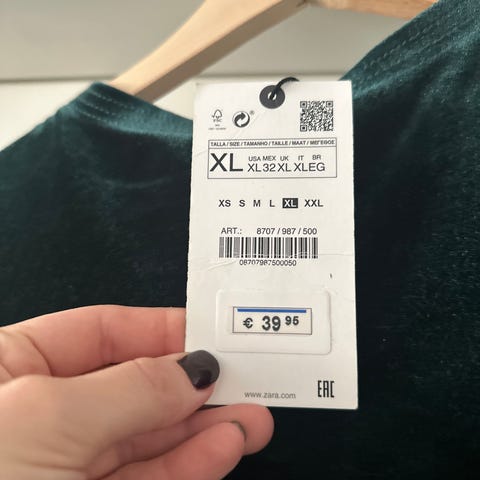 FSC
TALLA / SIZE / TAMANHO / TAILLE / MAAT / ΜΕΓΕΘΟΣ
XL
USA MEX UK IT BR
XL 32 XL XL EG
XS S M L XL XXL
ART.: 8707 / 987 / 500
08707987500050
€ 39 95
www.zara.com
EAC